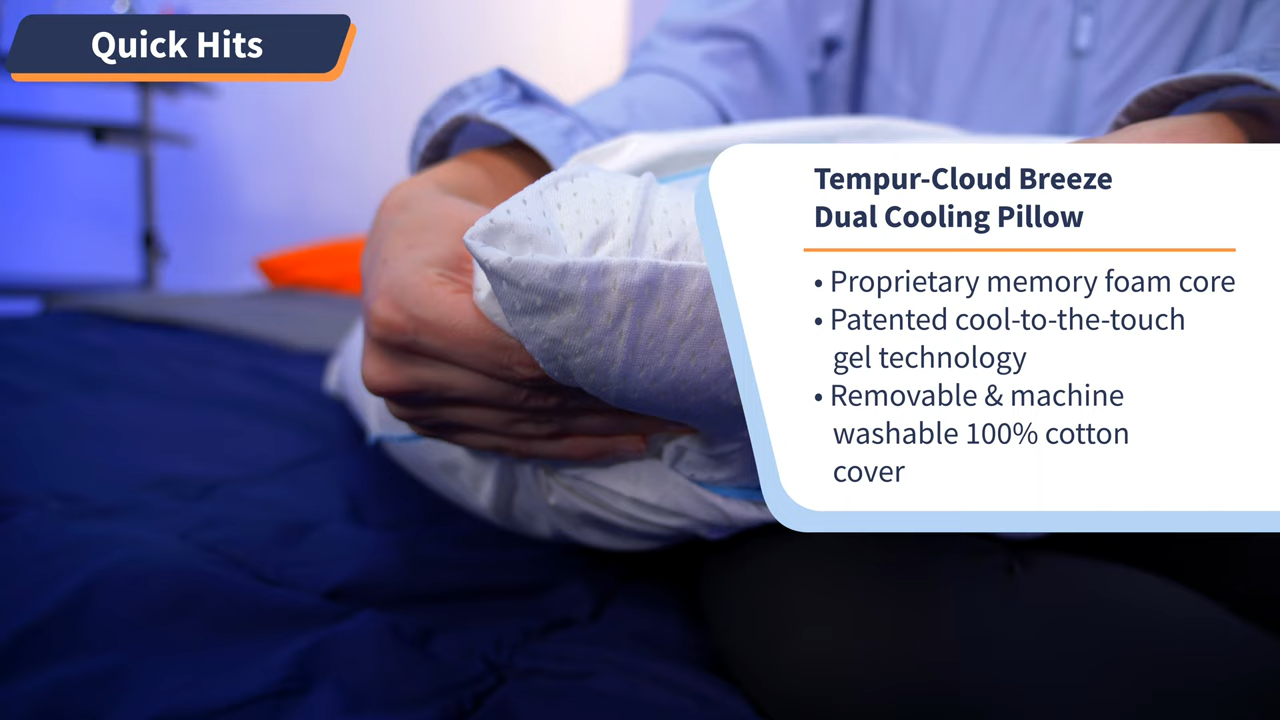 Quick Hits
Tempur-Cloud Breeze
Dual Cooling Pillow
• Proprietary memory foam core
• Patented cool-to-the-touch
gel technology
• Removable & machine
washable 100% cotton
cover